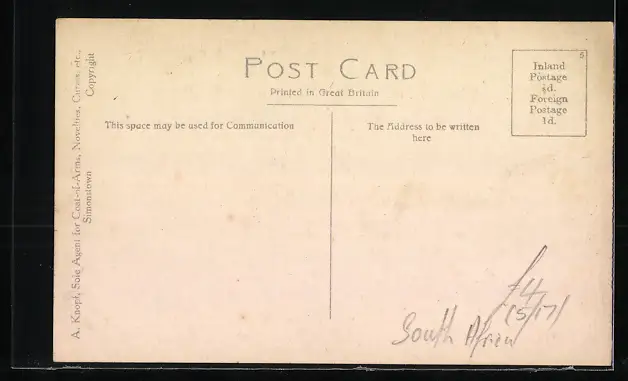 A. Knopf, Sole Agent for Coat-of-Arms, Novelties, Curios, etc.,
Simonstown
Copyright
POST CARD
Printed in Great Britain
This space may be used for Communication
The Address to be written
here
5
Inland
Postage
½d.
Foreign
Postage
1d.
£4
(5/17)
South Africa